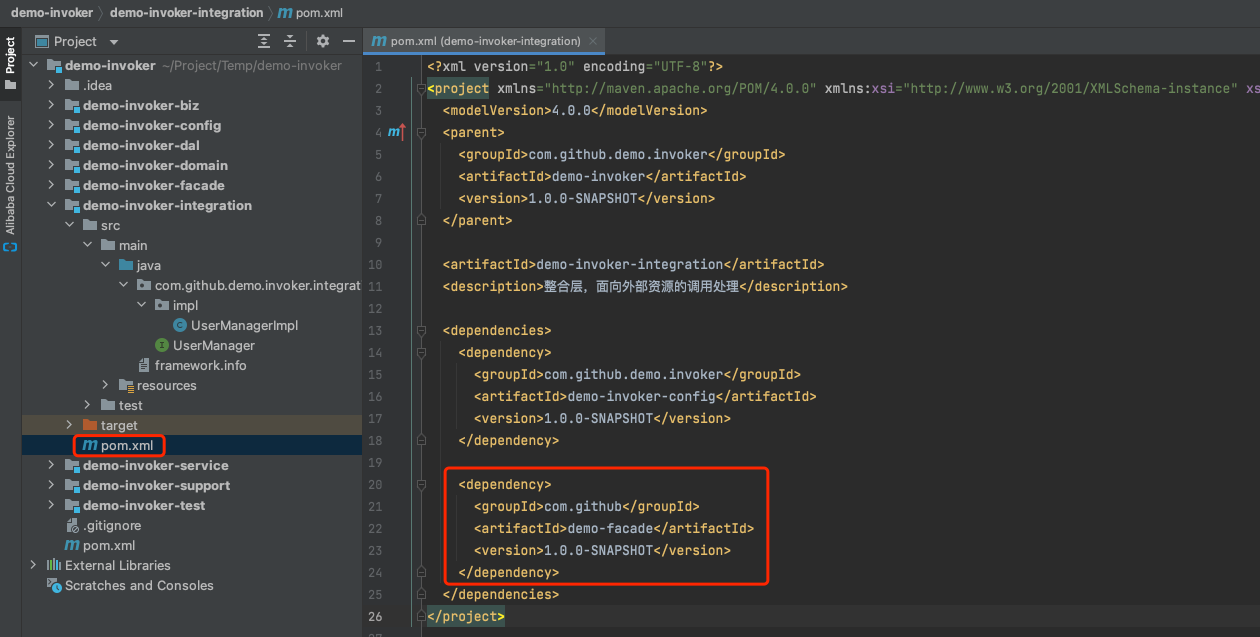 demo-invoker 〉 demo-invoker-integration 〉 m pom.xml
Project
Alibaba Cloud Explorer
Project
demo-invoker ~/Project/Temp/demo-invoker
.idea
demo-invoker-biz
demo-invoker-config
demo-invoker-dal
demo-invoker-domain
demo-invoker-facade
demo-invoker-integration
src
main
java
com.github.demo.invoker.integrat
impl
C UserManagerImpl
I UserManager
framework.info
resources
test
target
m pom.xml
demo-invoker-service
demo-invoker-support
demo-invoker-test
.gitignore
m pom.xml
External Libraries
Scratches and Consoles
m pom.xml (demo-invoker-integration) ×
1 <?xml version="1.0" encoding="UTF-8"?>
2 <project xmlns="http://maven.apache.org/POM/4.0.0" xmlns:xsi="http://www.w3.org/2001/XMLSchema-instance" xs
3 <modelVersion>4.0.0</modelVersion>
4 m <parent>
5 <groupId>com.github.demo.invoker</groupId>
6 <artifactId>demo-invoker</artifactId>
7 <version>1.0.0-SNAPSHOT</version>
8 </parent>
9
10 <artifactId>demo-invoker-integration</artifactId>
11 <description>整合层，面向外部资源的调用处理</description>
12
13 <dependencies>
14 <dependency>
15 <groupId>com.github.demo.invoker</groupId>
16 <artifactId>demo-invoker-config</artifactId>
17 <version>1.0.0-SNAPSHOT</version>
18 </dependency>
19
20 <dependency>
21 <groupId>com.github</groupId>
22 <artifactId>demo-facade</artifactId>
23 <version>1.0.0-SNAPSHOT</version>
24 </dependency>
25 </dependencies>
26 </project>
27